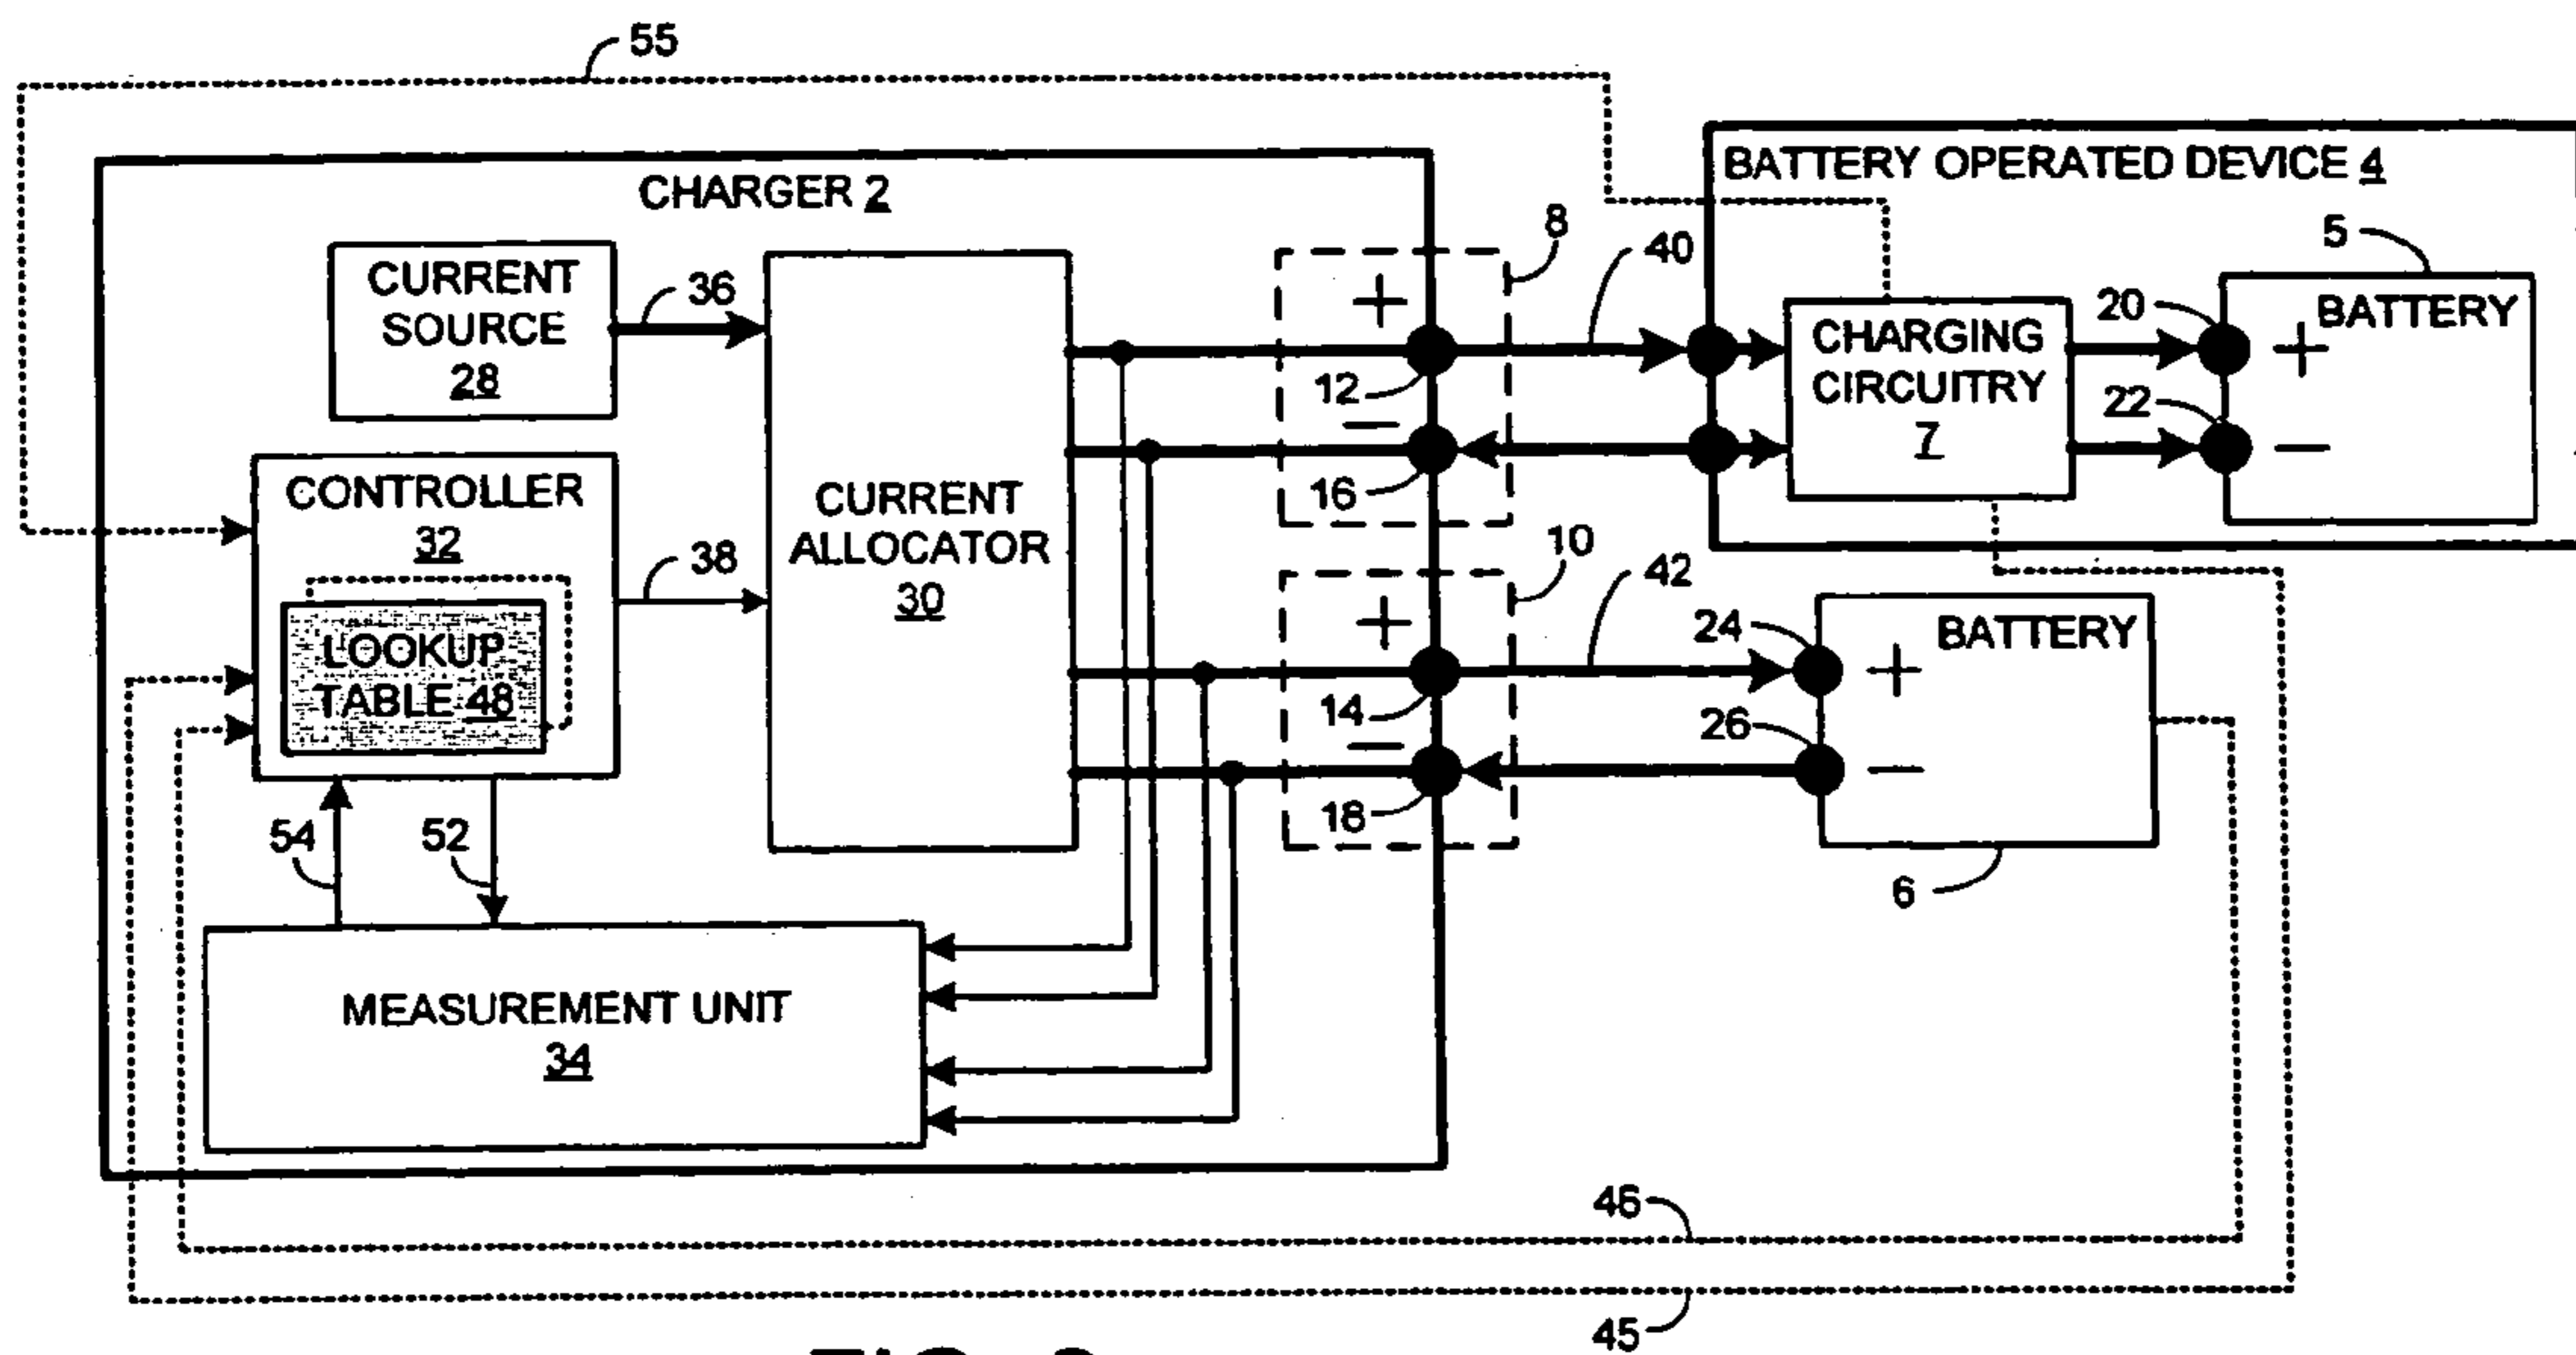 55
CHARGER 2
BATTERY OPERATED DEVICE 4
8
40
5
CURRENT
SOURCE
28
36
+
12
−
16
CHARGING
CIRCUITRY
7
20
22
BATTERY
+
−
CONTROLLER
32
LOOKUP
TABLE 48
38
CURRENT
ALLOCATOR
30
10
42
+
14
−
18
24
26
BATTERY
+
−
6
54
52
MEASUREMENT UNIT
34
46
45